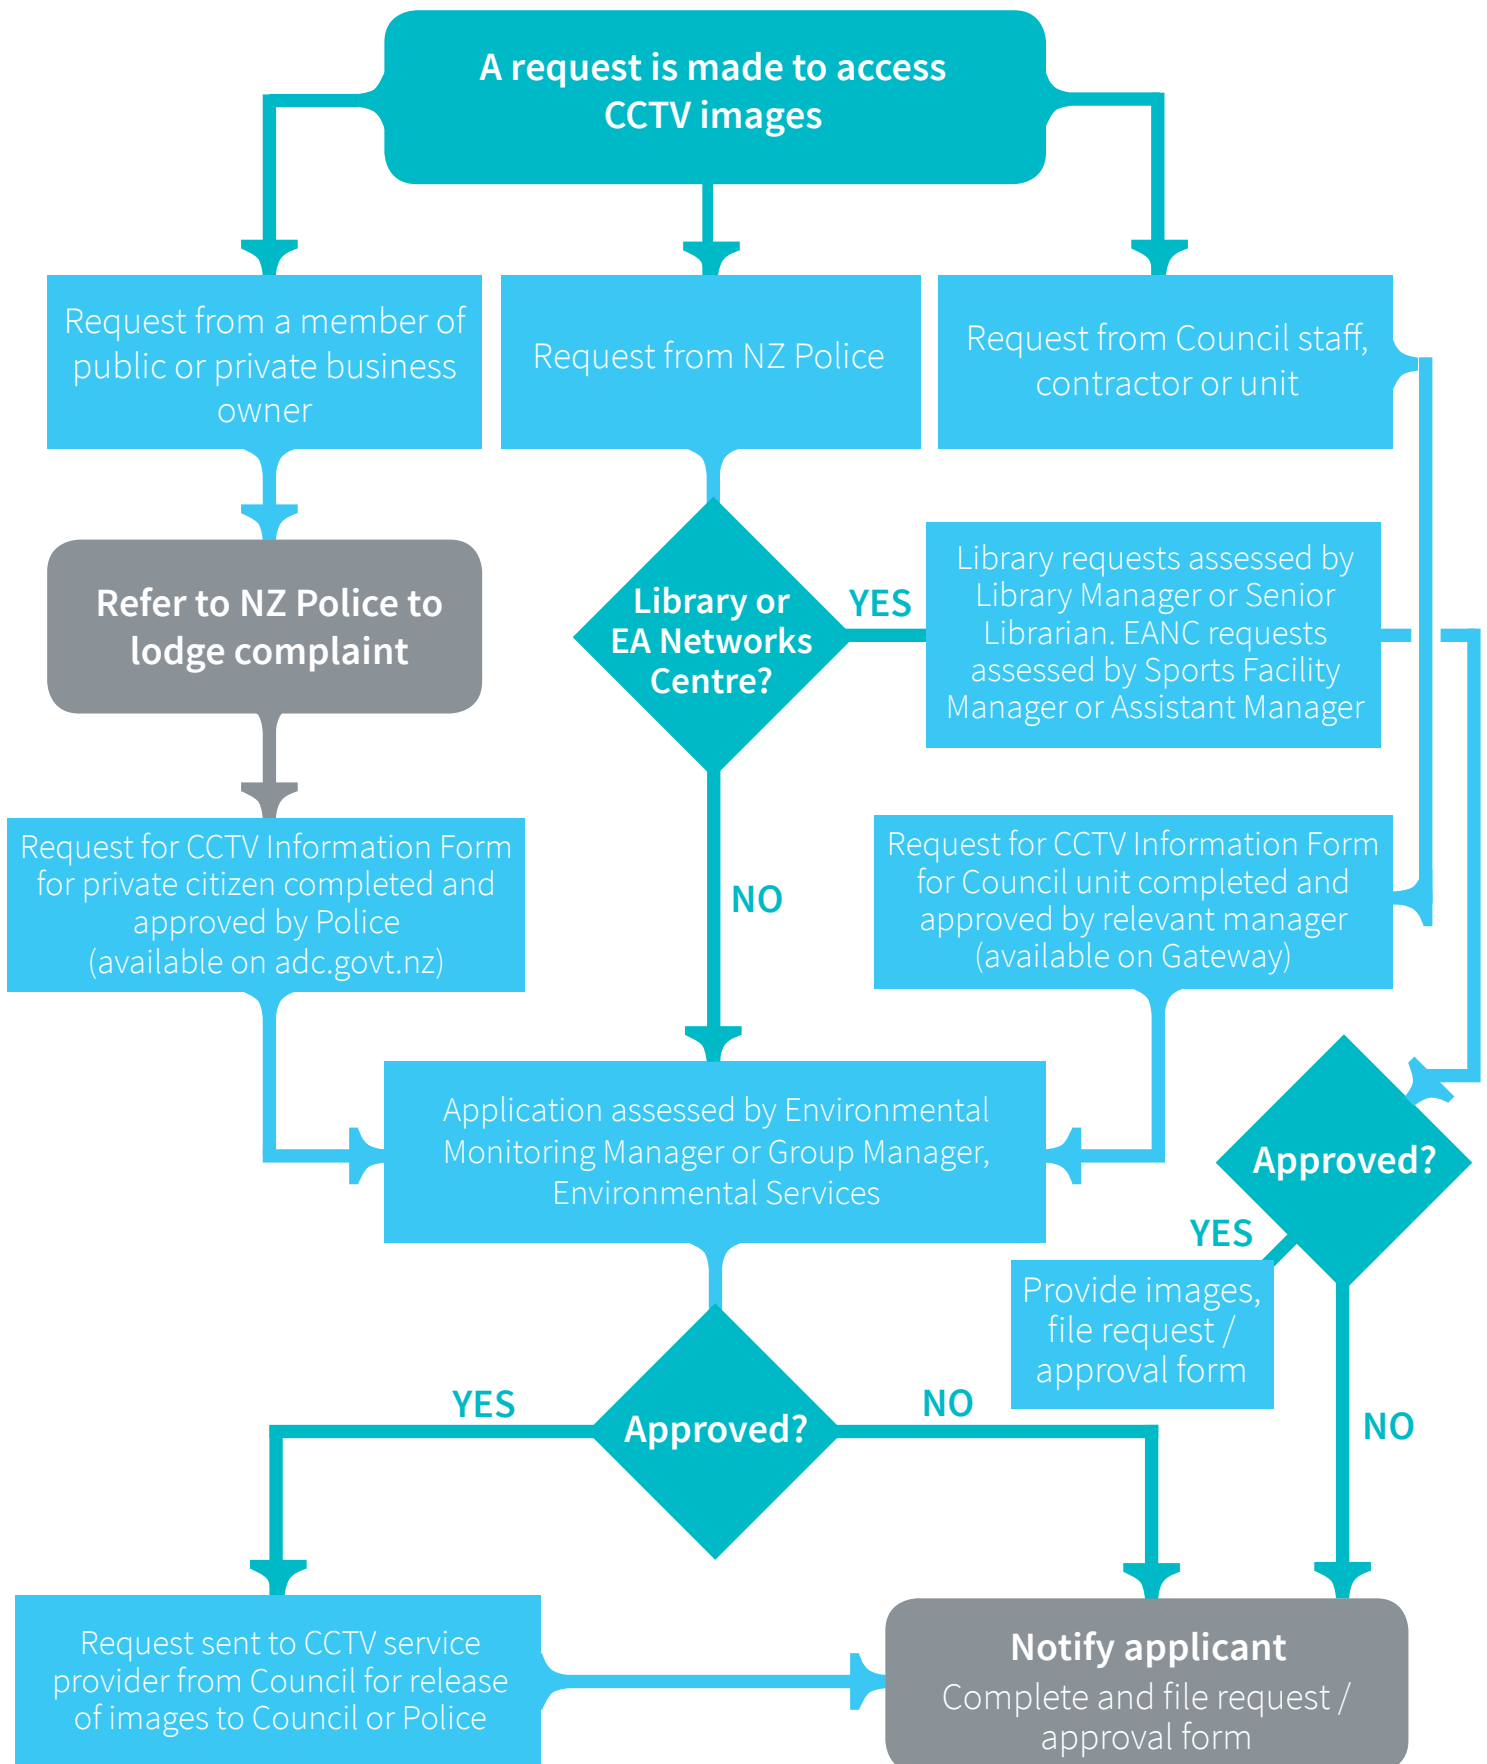 A request is made to access
CCTV images
Request from a member of
public or private business
owner
Request from NZ Police
Request from Council staff,
contractor or unit
Refer to NZ Police to
lodge complaint
Library or
EA Networks
Centre?
YES
Library requests assessed by
Library Manager or Senior
Librarian. EANC requests
assessed by Sports Facility
Manager or Assistant Manager
Request for CCTV Information Form
for private citizen completed and
approved by Police
(available on adc.govt.nz)
NO
Request for CCTV Information Form
for Council unit completed and
approved by relevant manager
(available on Gateway)
Application assessed by Environmental
Monitoring Manager or Group Manager,
Environmental Services
Approved?
YES
Provide images,
file request /
approval form
NO
YES
Approved?
NO
Request sent to CCTV service
provider from Council for release
of images to Council or Police
Notify applicant
Complete and file request /
approval form